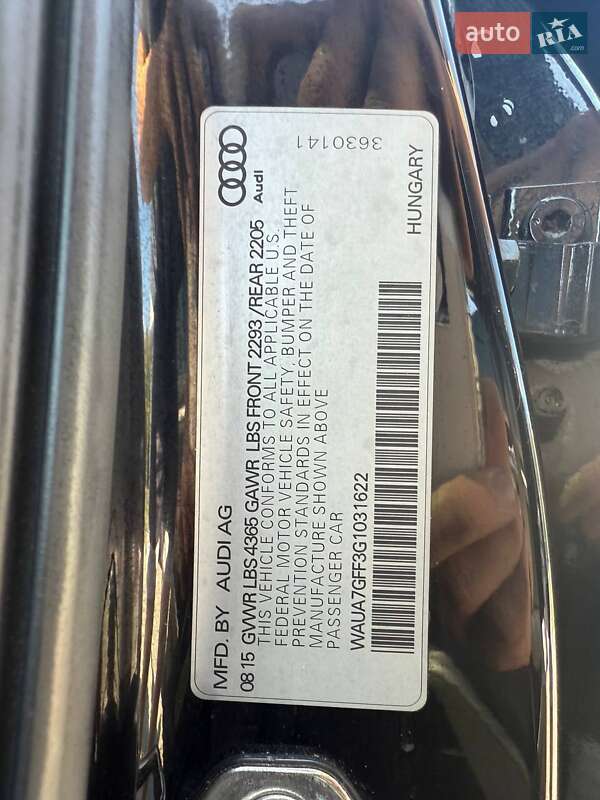 auto RIA.com
MFD. BY AUDI AG
Audi
0815 GVWR LBS 4365 GAWR LBS FRONT 2293 / REAR 2205
THIS VEHICLE CONFORMS TO ALL APPLICABLE U.S.
FEDERAL MOTOR VEHICLE SAFETY, BUMPER AND THEFT
PREVENTION STANDARDS IN EFFECT ON THE DATE OF
MANUFACTURE SHOWN ABOVE
PASSENGER CAR
WAUA7GFF3G1031622
3630141
HUNGARY